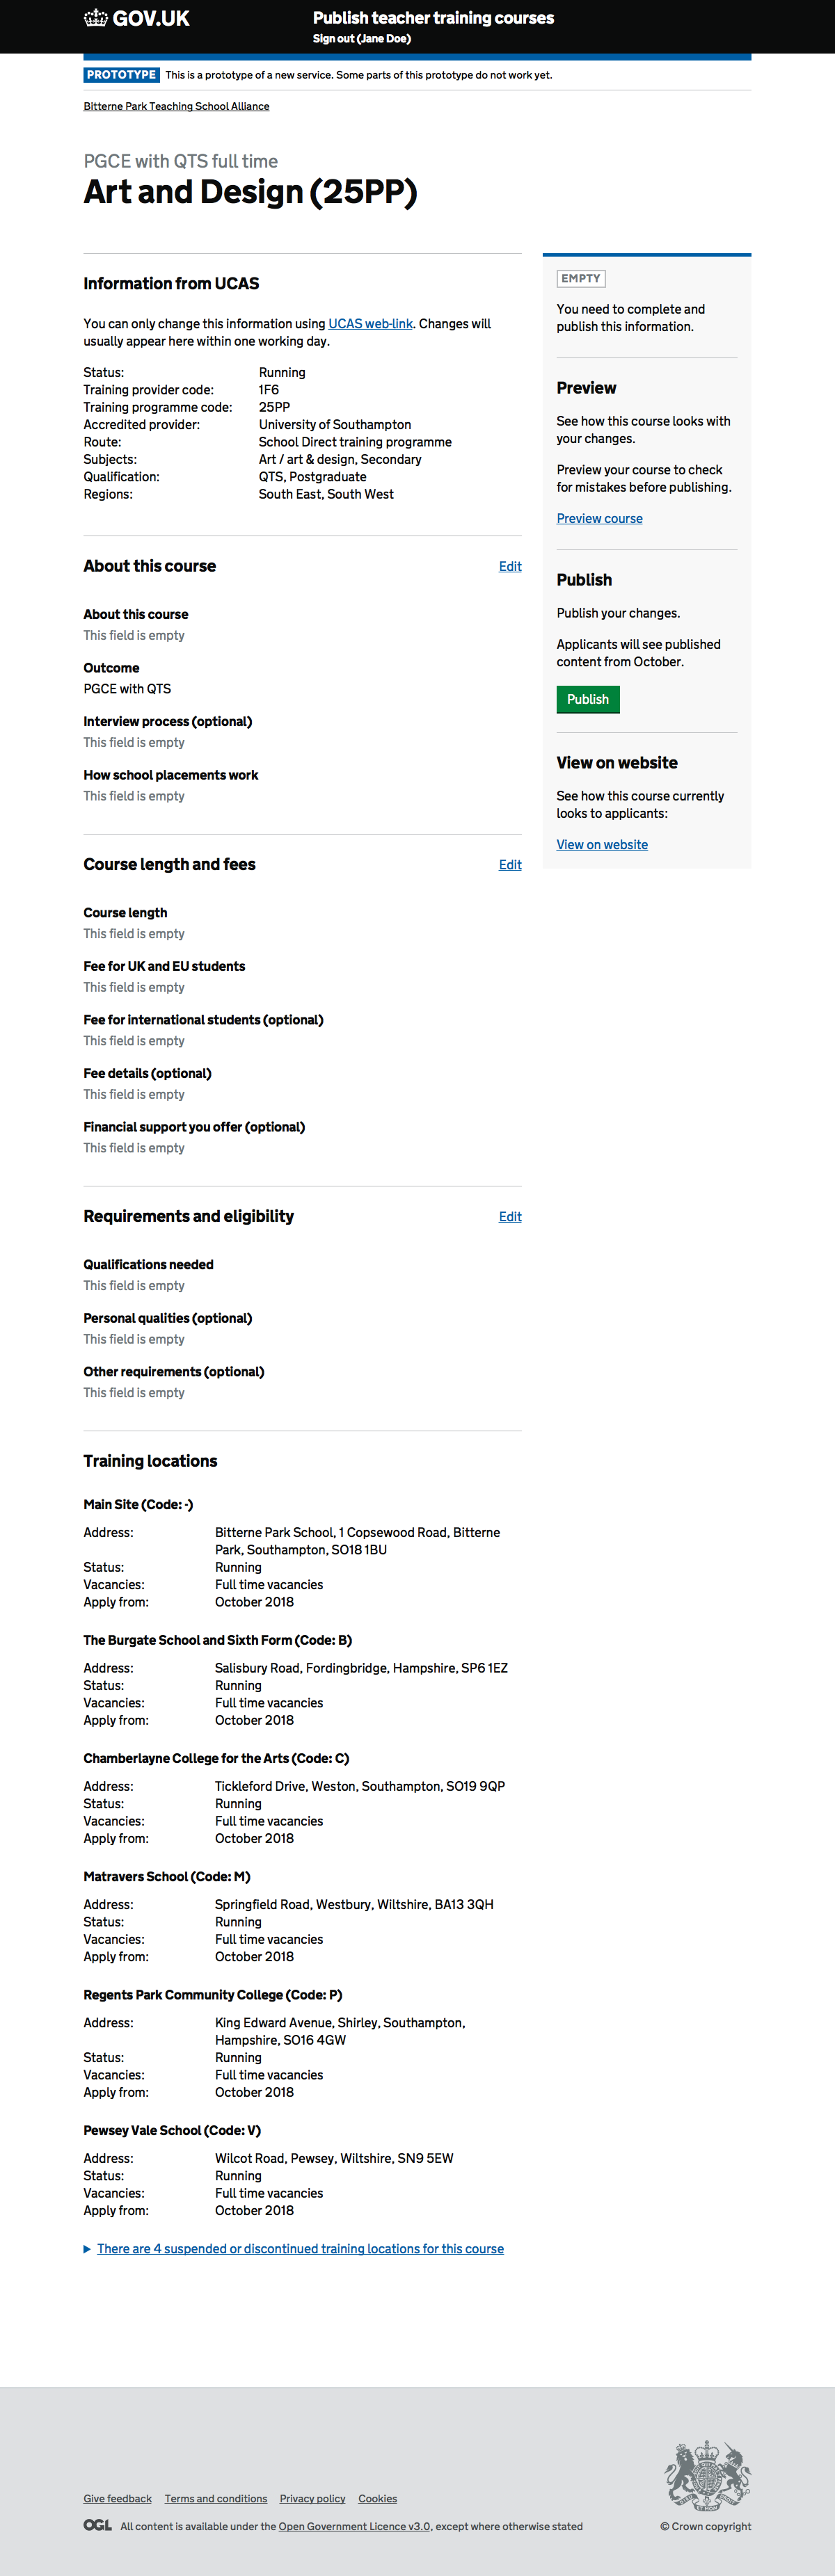 GOV.UK
Publish teacher training courses
Sign out (Jane Doe)
PROTOTYPE This is a prototype of a new service. Some parts of this prototype do not work yet.
Bitterne Park Teaching School Alliance
PGCE with QTS full time
Art and Design (25PP)
Information from UCAS
You can only change this information using UCAS web-link. Changes will
usually appear here within one working day.
Status: Running
Training provider code: 1F6
Training programme code: 25PP
Accredited provider: University of Southampton
Route: School Direct training programme
Subjects: Art / art & design, Secondary
Qualification: QTS, Postgraduate
Regions: South East, South West
About this course Edit
About this course
This field is empty
Outcome
PGCE with QTS
Interview process (optional)
This field is empty
How school placements work
This field is empty
Course length and fees Edit
Course length
This field is empty
Fee for UK and EU students
This field is empty
Fee for international students (optional)
This field is empty
Fee details (optional)
This field is empty
Financial support you offer (optional)
This field is empty
Requirements and eligibility Edit
Qualifications needed
This field is empty
Personal qualities (optional)
This field is empty
Other requirements (optional)
This field is empty
Training locations
Main Site (Code: -)
Address: Bitterne Park School, 1 Copsewood Road, Bitterne
Park, Southampton, SO18 1BU
Status: Running
Vacancies: Full time vacancies
Apply from: October 2018
The Burgate School and Sixth Form (Code: B)
Address: Salisbury Road, Fordingbridge, Hampshire, SP6 1EZ
Status: Running
Vacancies: Full time vacancies
Apply from: October 2018
Chamberlayne College for the Arts (Code: C)
Address: Tickleford Drive, Weston, Southampton, SO19 9QP
Status: Running
Vacancies: Full time vacancies
Apply from: October 2018
Matravers School (Code: M)
Address: Springfield Road, Westbury, Wiltshire, BA13 3QH
Status: Running
Vacancies: Full time vacancies
Apply from: October 2018
Regents Park Community College (Code: P)
Address: King Edward Avenue, Shirley, Southampton,
Hampshire, SO16 4GW
Status: Running
Vacancies: Full time vacancies
Apply from: October 2018
Pewsey Vale School (Code: V)
Address: Wilcot Road, Pewsey, Wiltshire, SN9 5EW
Status: Running
Vacancies: Full time vacancies
Apply from: October 2018
There are 4 suspended or discontinued training locations for this course
EMPTY
You need to complete and
publish this information.
Preview
See how this course looks with
your changes.
Preview your course to check
for mistakes before publishing.
Preview course
Publish
Publish your changes.
Applicants will see published
content from October.
Publish
View on website
See how this course currently
looks to applicants:
View on website
Give feedback Terms and conditions Privacy policy Cookies
OGL All content is available under the Open Government Licence v3.0, except where otherwise stated
© Crown copyright